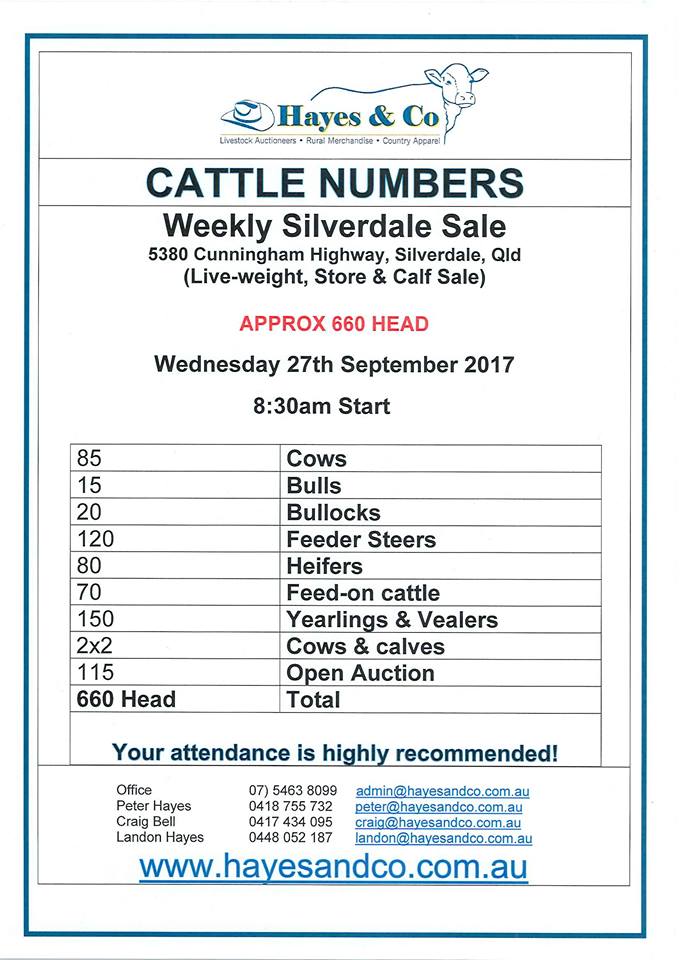 Hayes & Co
Livestock Auctioneers • Rural Merchandise • Country Apparel
CATTLE NUMBERS
Weekly Silverdale Sale
5380 Cunningham Highway, Silverdale, Qld
(Live-weight, Store & Calf Sale)
APPROX 660 HEAD
Wednesday 27th September 2017
8:30am Start
85 Cows
15 Bulls
20 Bullocks
120 Feeder Steers
80 Heifers
70 Feed-on cattle
150 Yearlings & Vealers
2x2 Cows & calves
115 Open Auction
660 Head Total
Your attendance is highly recommended!
Office 07) 5463 8099 admin@hayesandco.com.au
Peter Hayes 0418 755 732 peter@hayesandco.com.au
Craig Bell 0417 434 095 craig@hayesandco.com.au
Landon Hayes 0448 052 187 landon@hayesandco.com.au
www.hayesandco.com.au